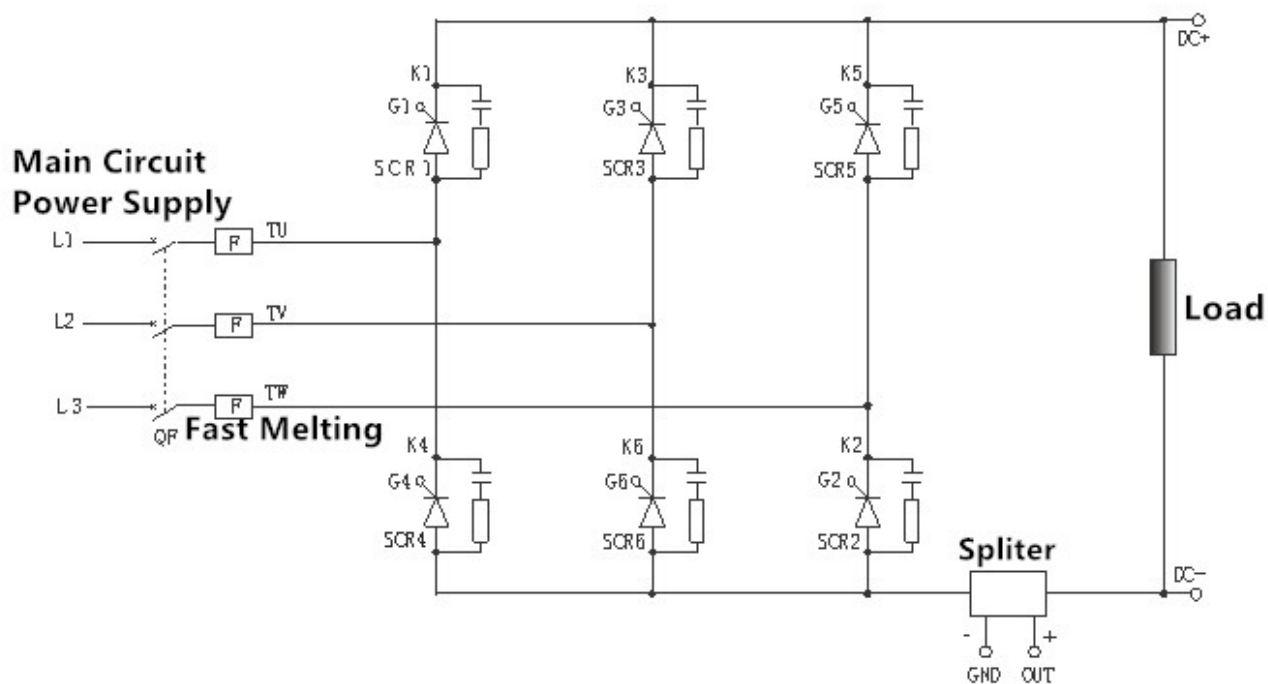 DC+
K1
K3
K5
G1
G3
G5
SCR1
SCR3
SCR5
Main Circuit
Power Supply
L1
F
TU
L2
F
TV
Load
L3
F
TW
QF
Fast Melting
K4
K6
K2
G4
G6
G2
SCR4
SCR6
SCR2
Spliter
DC-
- +
GND OUT